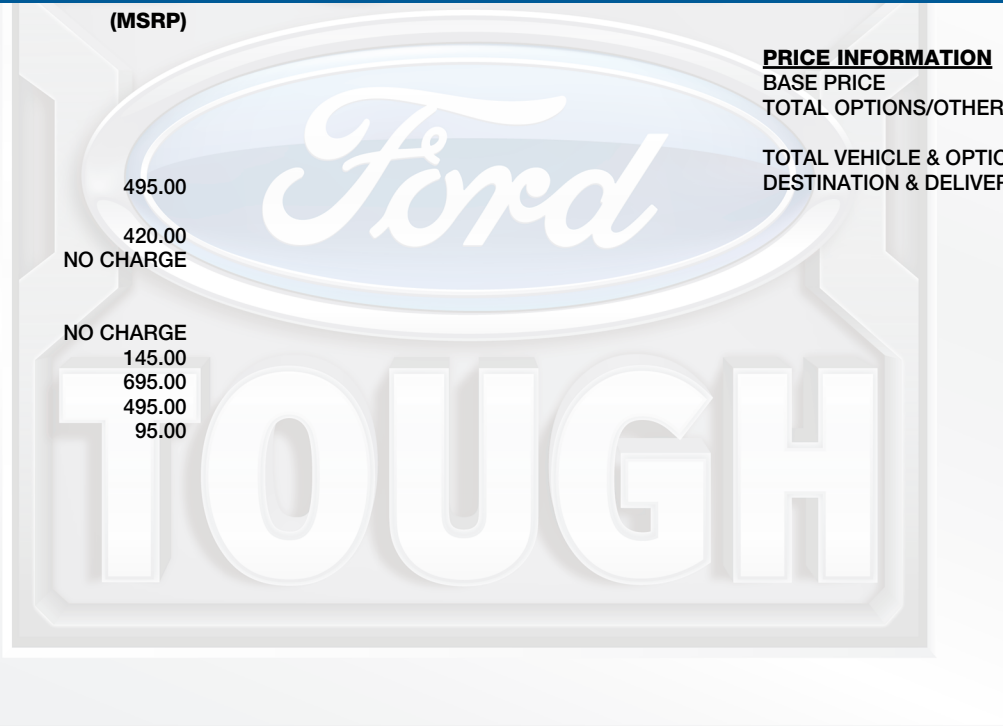 (MSRP)
495.00
420.00
NO CHARGE
NO CHARGE
145.00
695.00
495.00
95.00
PRICE INFORMATION
BASE PRICE
TOTAL OPTIONS/OTHER
TOTAL VEHICLE & OPTIO
DESTINATION & DELIVER
Ford
TOUGH